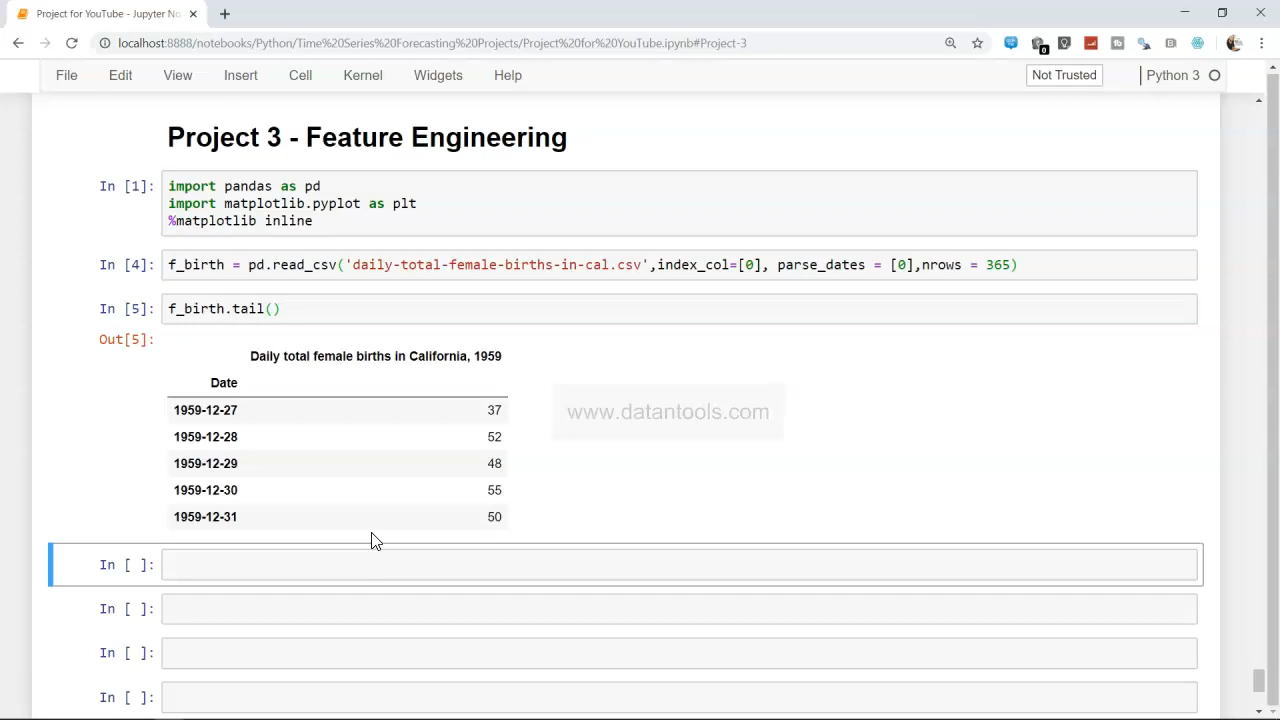 Project for YouTube - Jupyter No
localhost:8888/notebooks/Python/Time%20Series%20Forecasting%20Projects/Project%20for%20YouTube.ipynb#Project-3
File Edit View Insert Cell Kernel Widgets Help Not Trusted Python 3
Project 3 - Feature Engineering
In [1]: import pandas as pd
import matplotlib.pyplot as plt
%matplotlib inline
In [4]: f_birth = pd.read_csv('daily-total-female-births-in-cal.csv',index_col=[0], parse_dates = [0],nrows = 365)
In [5]: f_birth.tail()
Out[5]:
Daily total female births in California, 1959
Date
1959-12-27 37
www.datantools.com
1959-12-28 52
1959-12-29 48
1959-12-30 55
1959-12-31 50
In [ ]:
In [ ]:
In [ ]:
In [ ]: